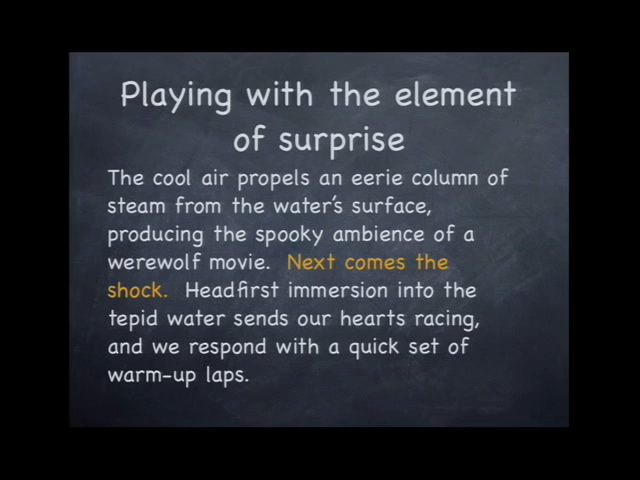 Playing with the element
of surprise
The cool air propels an eerie column of
steam from the water's surface,
producing the spooky ambience of a
werewolf movie. Next comes the
shock. Headfirst immersion into the
tepid water sends our hearts racing,
and we respond with a quick set of
warm-up laps.